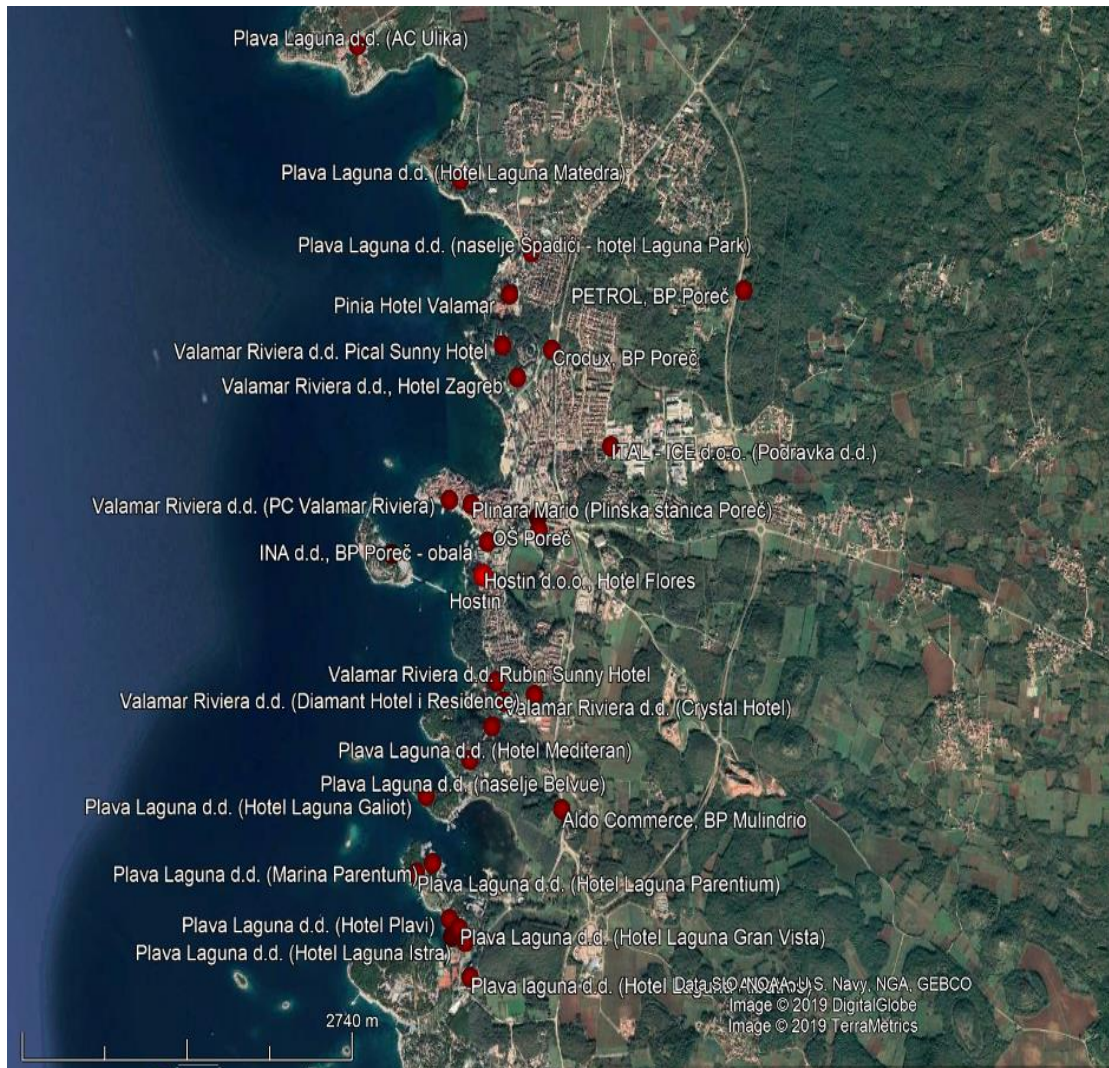 Plava Laguna d.d. (AC Ulika)
Plava Laguna d.d. (Hotel Laguna Matedra)
Plava Laguna d.d. (naselje Špadići - hotel Laguna Park)
PETROL, BP Poreč
Pinia Hotel Valamar
Valamar Riviera d.d. Pical Sunny Hotel
Crodux, BP Poreč
Valamar Riviera d.d., Hotel Zagreb
ITAL - ICE d.o.o. (Podravka d.d.)
Valamar Riviera d.d. (PC Valamar Riviera)
Plinara Mario (Plinska stanica Poreč)
OŠ Poreč
INA d.d., BP Poreč - obala
Hostin d.o.o., Hotel Flores
Hostin
Valamar Riviera d.d. Rubin Sunny Hotel
Valamar Riviera d.d. (Diamant Hotel i Residence)
Valamar Riviera d.d. (Crystal Hotel)
Plava Laguna d.d. (Hotel Mediteran)
Plava Laguna d.d. (naselje Belvue)
Plava Laguna d.d. (Hotel Laguna Galiot)
Aldo Commerce, BP Mulindrio
Plava Laguna d.d. (Marina Parentum)
Plava Laguna d.d. (Hotel Laguna Parentium)
Plava Laguna d.d. (Hotel Plavi)
Plava Laguna d.d. (Hotel Laguna Gran Vista)
Plava Laguna d.d. (Hotel Laguna Istra)
Plava laguna d.d. (Hotel
Data SIO, NOAA, U.S. Navy, NGA, GEBCO
Image © 2019 DigitalGlobe
Image © 2019 TerraMetrics
2740 m